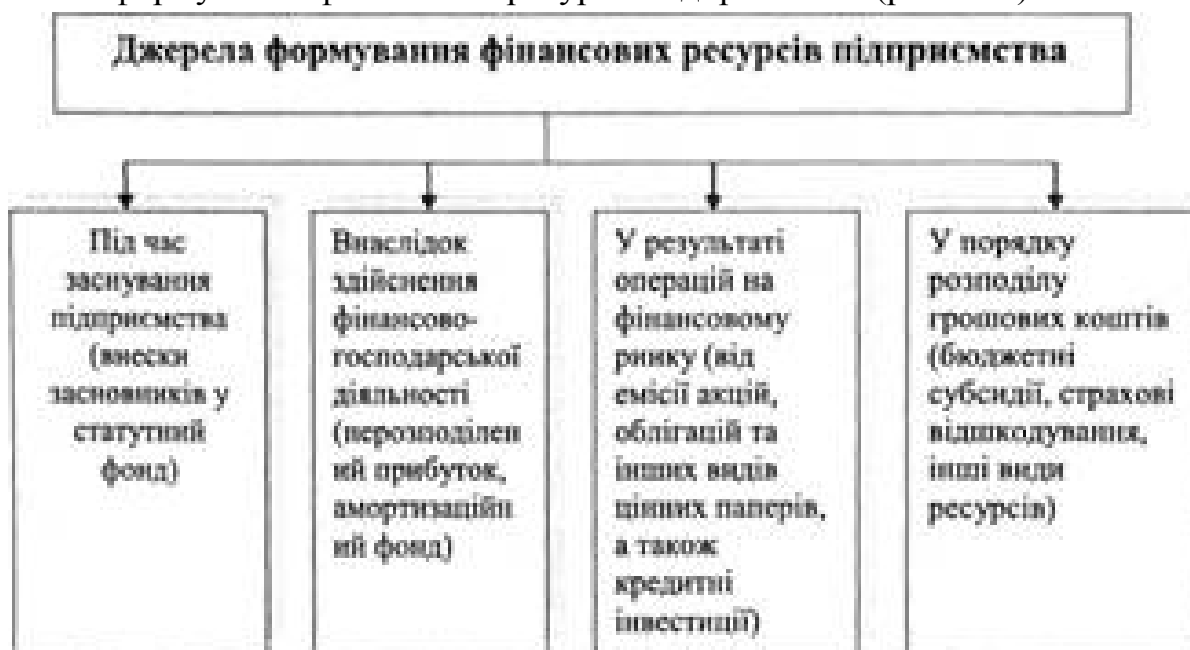 Джерела формування фінансових ресурсів підприємства
Під час
заснування
підприємства
(внески
засновників у
статутний
фонд)
Внаслідок
здійснення
фінансово-
господарської
діяльності
(нерозподілен
ий прибуток,
амортизаційн
ий фонд)
У результаті
операцій на
фінансовому
ринку (від
емісії акцій,
облігацій та
інших видів
цінних паперів,
а також
кредитні
інвестиції)
У порядку
розподілу
грошових коштів
(бюджетні
субсидії, страхові
відшкодування,
інші види
ресурсів)